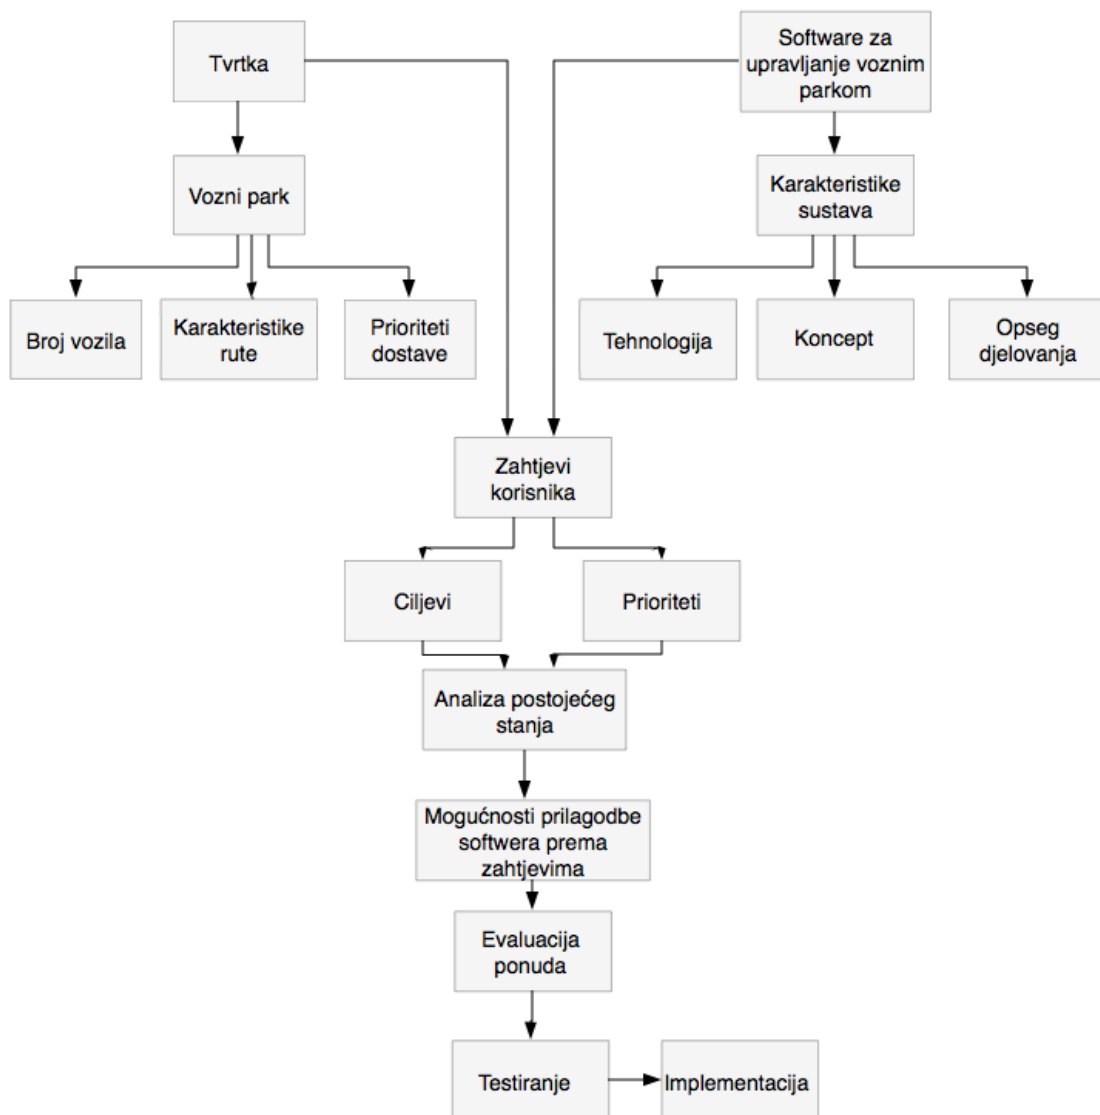 Tvrtka
Software za
upravljanje voznim
parkom
Vozni park
Karakteristike
sustava
Broj vozila
Karakteristike
rute
Prioriteti
dostave
Tehnologija
Koncept
Opseg
djelovanja
Zahtjevi
korisnika
Ciljevi
Prioriteti
Analiza postojećeg
stanja
Mogućnosti prilagodbe
softwera prema
zahtjevima
Evaluacija
ponuda
Testiranje
Implementacija